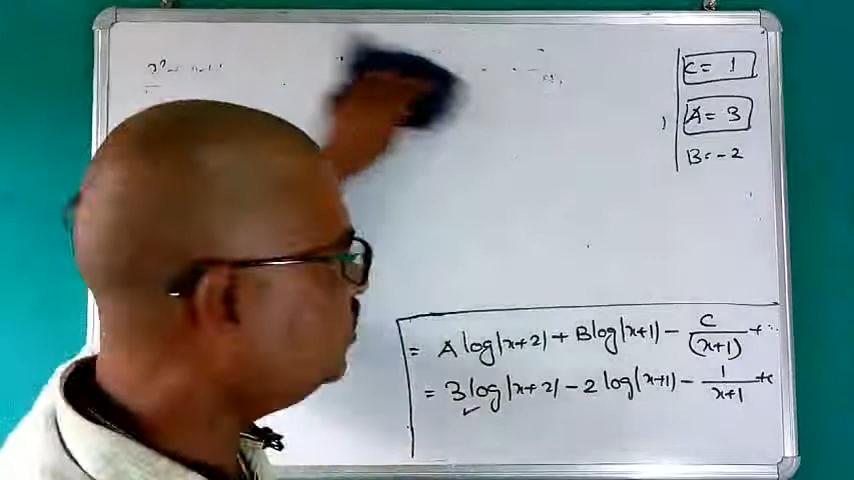 C = 1
A = 3
B = -2
= A log|x+2| + B log|x+1| - C/(x+1) + ...
= 3 log|x+2| - 2 log|x+1| - 1/x+1 + c